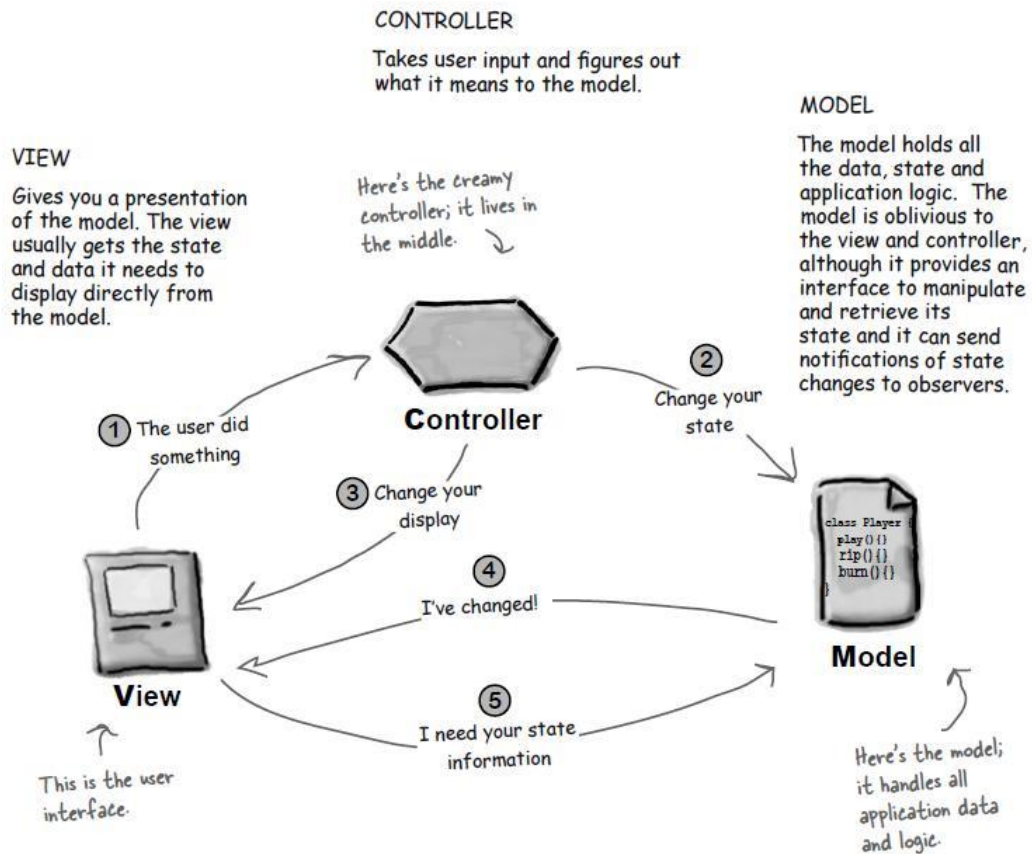 CONTROLLER
Takes user input and figures out
what it means to the model.
MODEL
The model holds all
the data, state and
application logic. The
model is oblivious to
the view and controller,
although it provides an
interface to manipulate
and retrieve its
state and it can send
notifications of state
changes to observers.
VIEW
Gives you a presentation
of the model. The view
usually gets the state
and data it needs to
display directly from
the model.
Here's the creamy
controller; it lives in
the middle.
Controller
1 The user did
something
2
Change your
state
3 Change your
display
4
I've changed!
5
I need your state
information
class Player {
play(){}
rip(){}
burn(){}
}
View
Model
This is the user
interface.
Here's the model;
it handles all
application data
and logic.